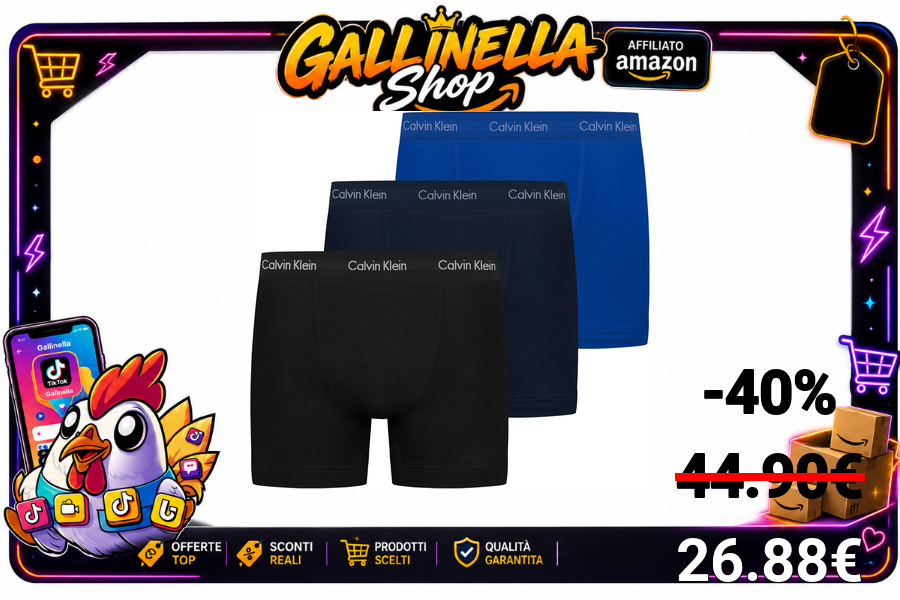 GALLINELLA
Shop
AFFILIATO
amazon
Calvin Klein Calvin Klein Calvin Klein
Calvin Klein Calvin Klein Calvin Klein
Calvin Klein Calvin Klein Calvin Klein
Gallinella
TikTok
Gallinella
-40%
44.90€
26.88€
OFFERTE
TOP
SCONTI
REALI
PRODOTTI
SCELTI
QUALITÀ
GARANTITA